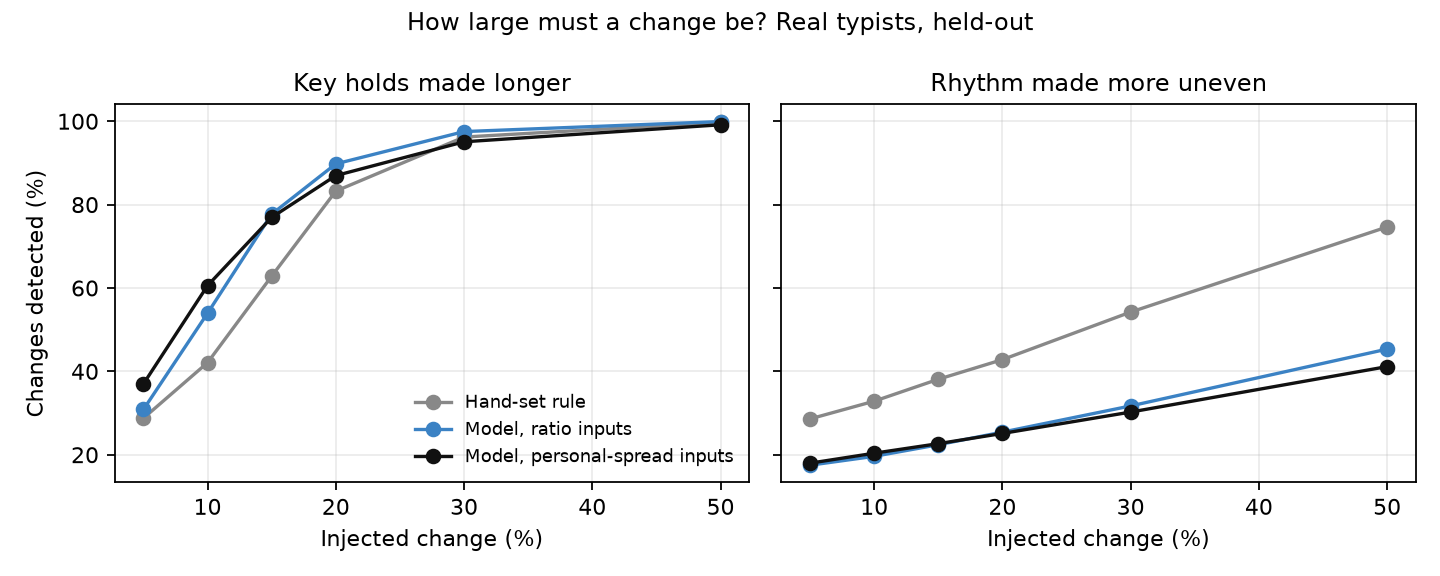 How large must a change be? Real typists, held-out
Key holds made longer
Rhythm made more uneven
Changes detected (%)
100
80
60
40
20
Hand-set rule
Model, ratio inputs
Model, personal-spread inputs
10 20 30 40 50
10 20 30 40 50
Injected change (%)
Injected change (%)